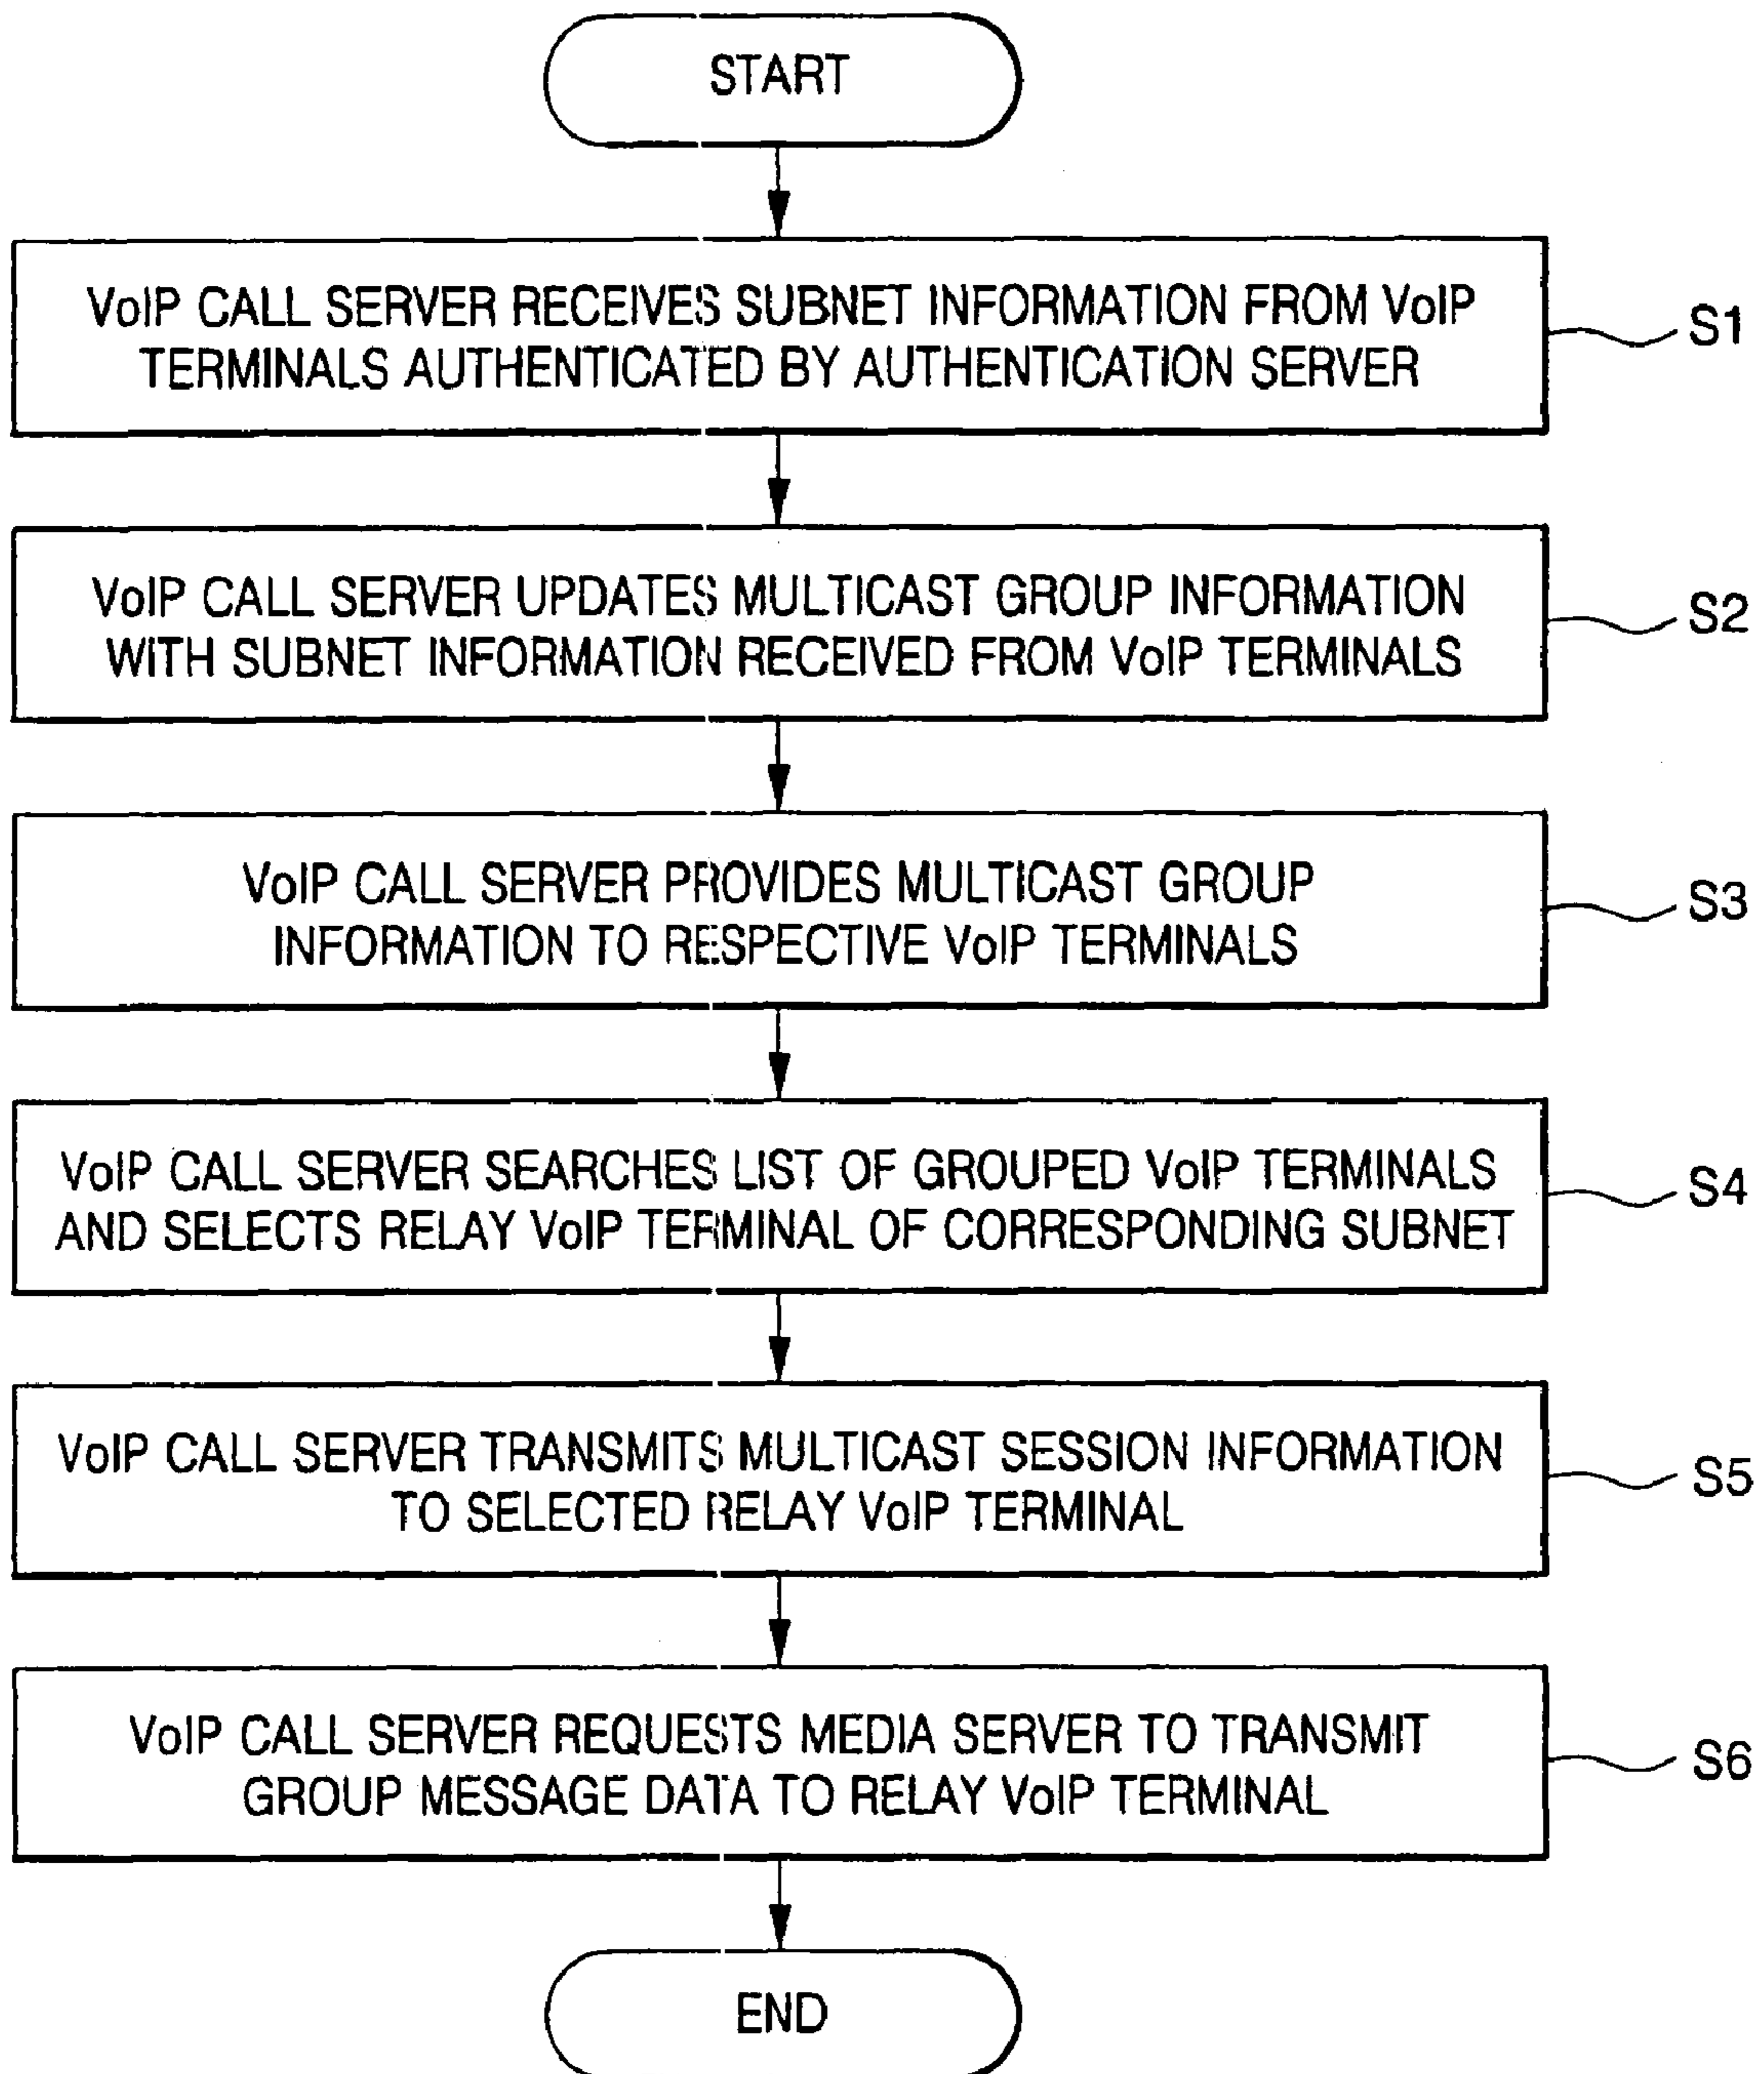 START
VoIP CALL SERVER RECEIVES SUBNET INFORMATION FROM VoIP
TERMINALS AUTHENTICATED BY AUTHENTICATION SERVER
S1
VoIP CALL SERVER UPDATES MULTICAST GROUP INFORMATION
WITH SUBNET INFORMATION RECEIVED FROM VoIP TERMINALS
S2
VoIP CALL SERVER PROVIDES MULTICAST GROUP
INFORMATION TO RESPECTIVE VoIP TERMINALS
S3
VoIP CALL SERVER SEARCHES LIST OF GROUPED VoIP TERMINALS
AND SELECTS RELAY VoIP TERMINAL OF CORRESPONDING SUBNET
S4
VoIP CALL SERVER TRANSMITS MULTICAST SESSION INFORMATION
TO SELECTED RELAY VoIP TERMINAL
S5
VoIP CALL SERVER REQUESTS MEDIA SERVER TO TRANSMIT
GROUP MESSAGE DATA TO RELAY VoIP TERMINAL
S6
END